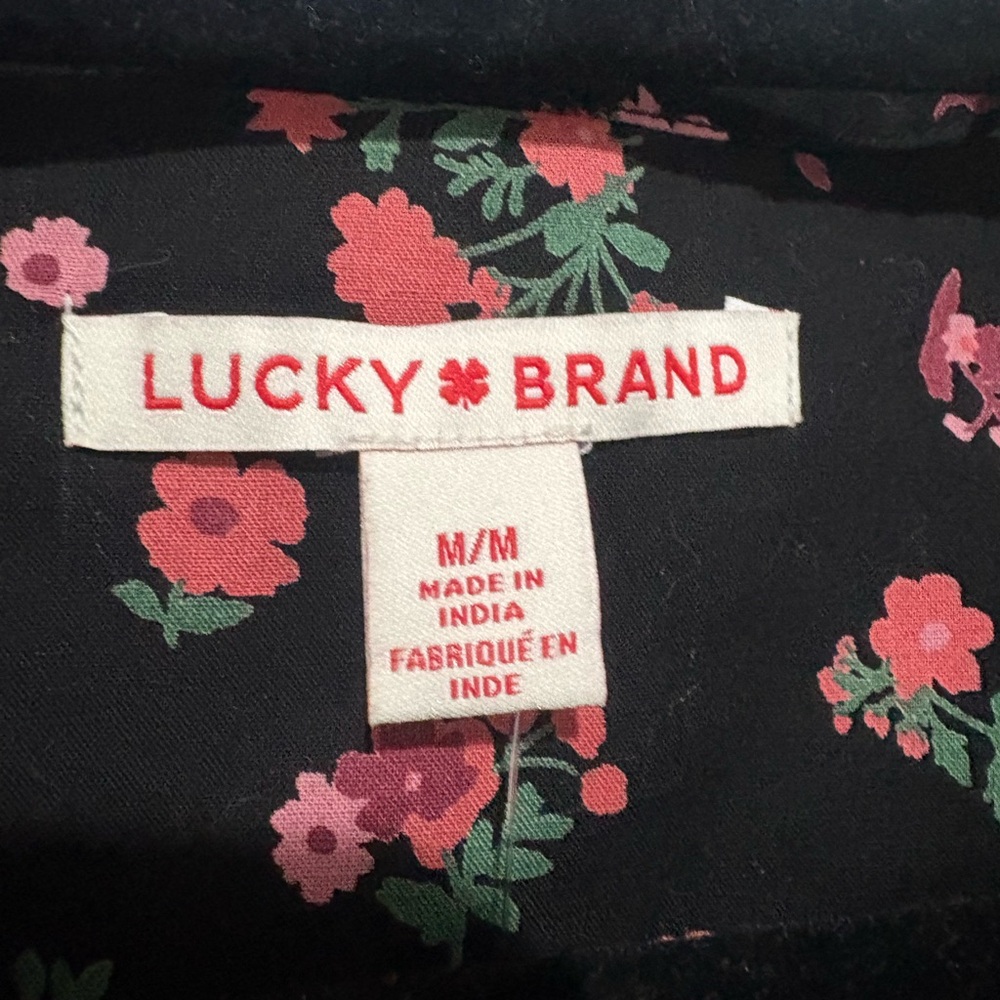 LUCKY BRAND
M/M
MADE IN
INDIA
FABRIQUÉ EN
INDE